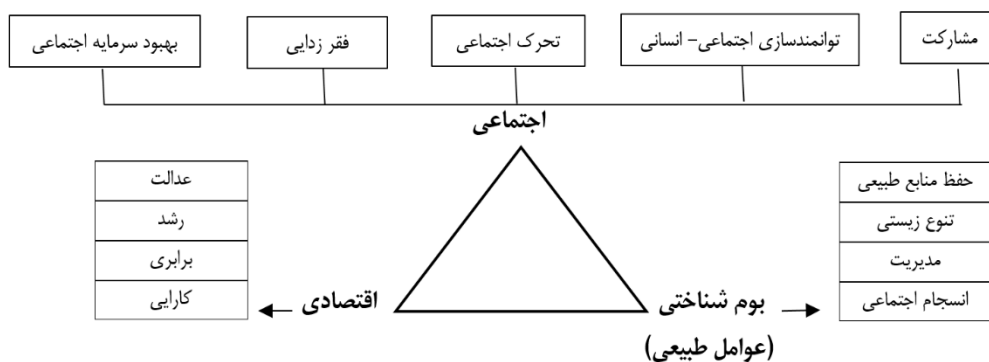 مشارکت
توانمندسازی اجتماعی- انسانی
تحرک اجتماعی
فقر زدایی
بهبود سرمایه اجتماعی
اجتماعی
حفظ منابع طبیعی
تنوع زیستی
مدیریت
انسجام اجتماعی
بوم شناختی
(عوامل طبیعی)
عدالت
رشد
برابری
کارایی
اقتصادی